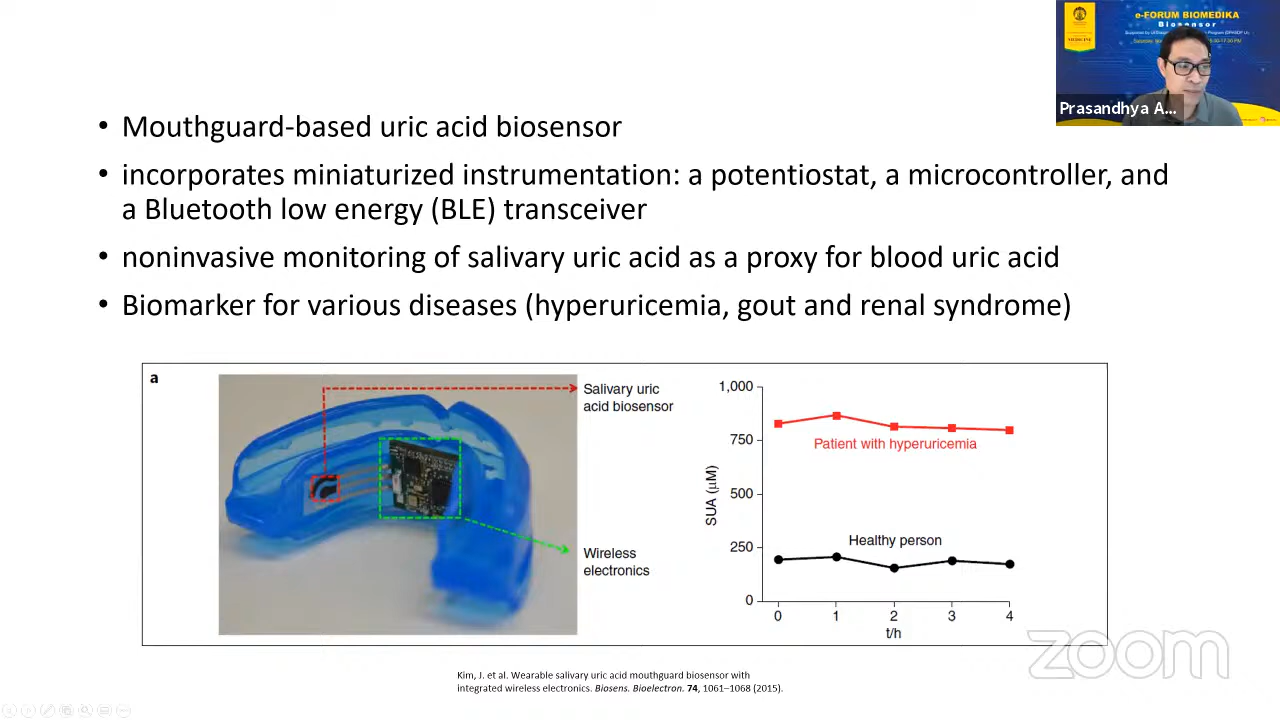 e-FORUM BIOMEDIKA
Biosensor
Prasandhya A...
• Mouthguard-based uric acid biosensor
• incorporates miniaturized instrumentation: a potentiostat, a microcontroller, and
a Bluetooth low energy (BLE) transceiver
• noninvasive monitoring of salivary uric acid as a proxy for blood uric acid
• Biomarker for various diseases (hyperuricemia, gout and renal syndrome)
a
Salivary uric
acid biosensor
Wireless
electronics
1,000
750
500
250
0
SUA (μM)
Patient with hyperuricemia
Healthy person
0 1 2 3 4
t/h
zoom
Kim, J. et al. Wearable salivary uric acid mouthguard biosensor with
integrated wireless electronics. Biosens. Bioelectron. 74, 1061–1068 (2015).